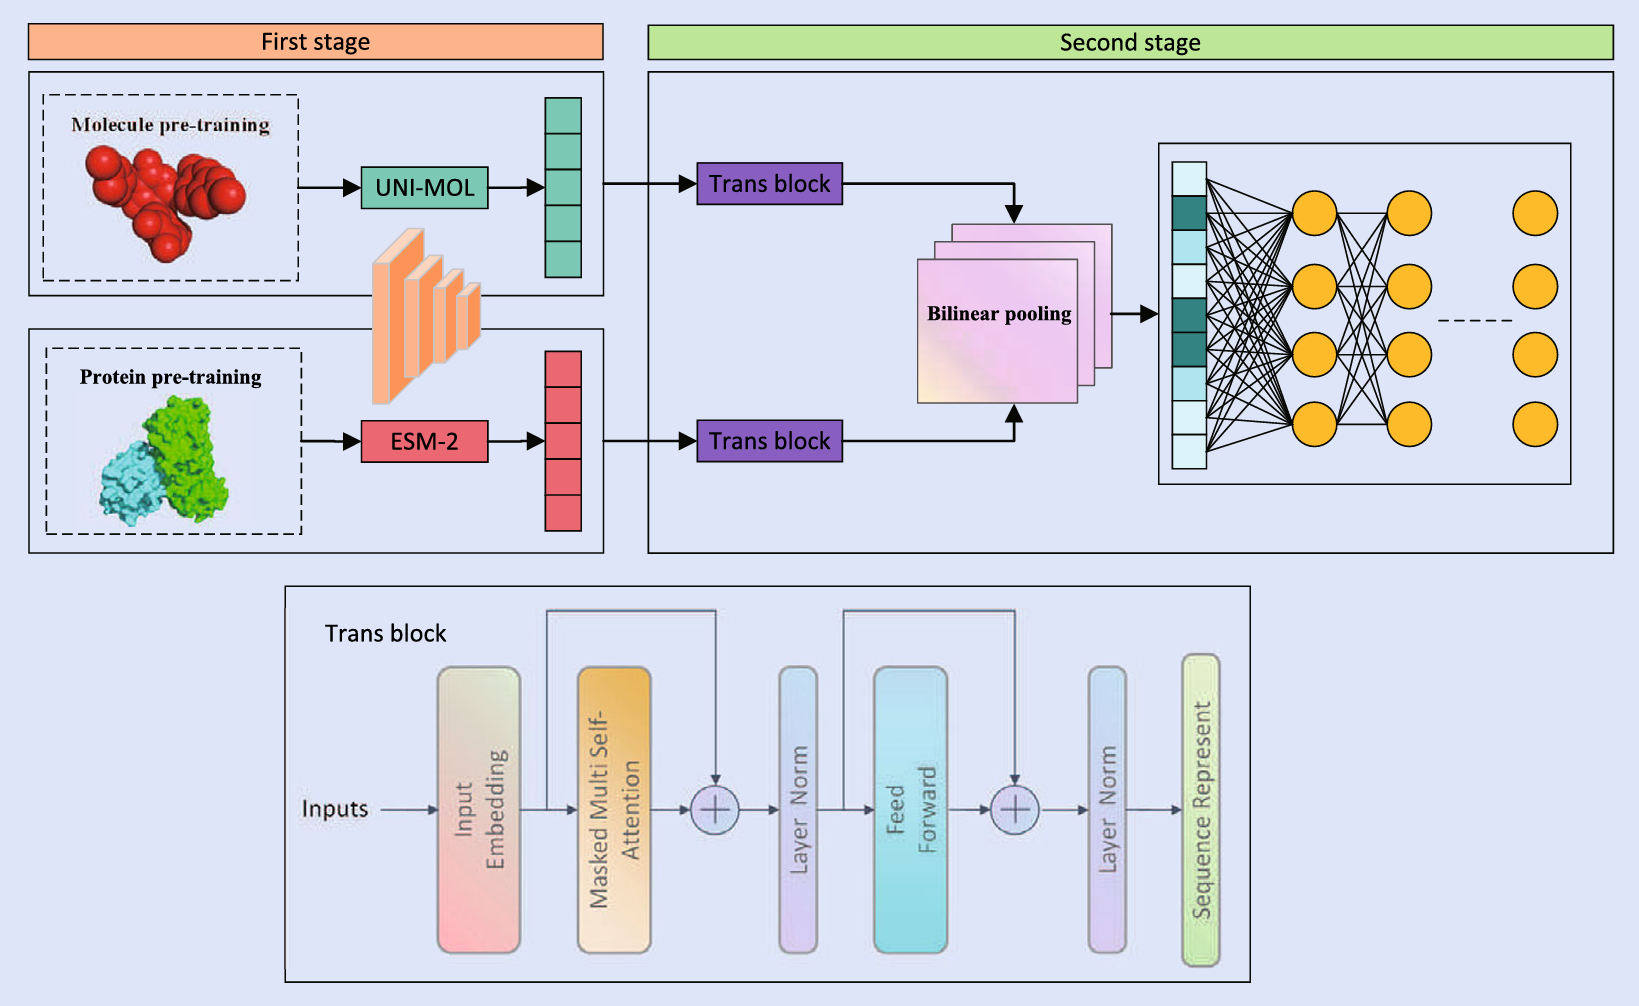 First stage
Second stage
Molecule pre-training
UNI-MOL
Trans block
Bilinear pooling
Protein pre-training
ESM-2
Trans block
Trans block
Inputs
Input
Embedding
Masked Multi Self-
Attention
Layer Norm
Feed
Forward
Layer Norm
Sequence Represent